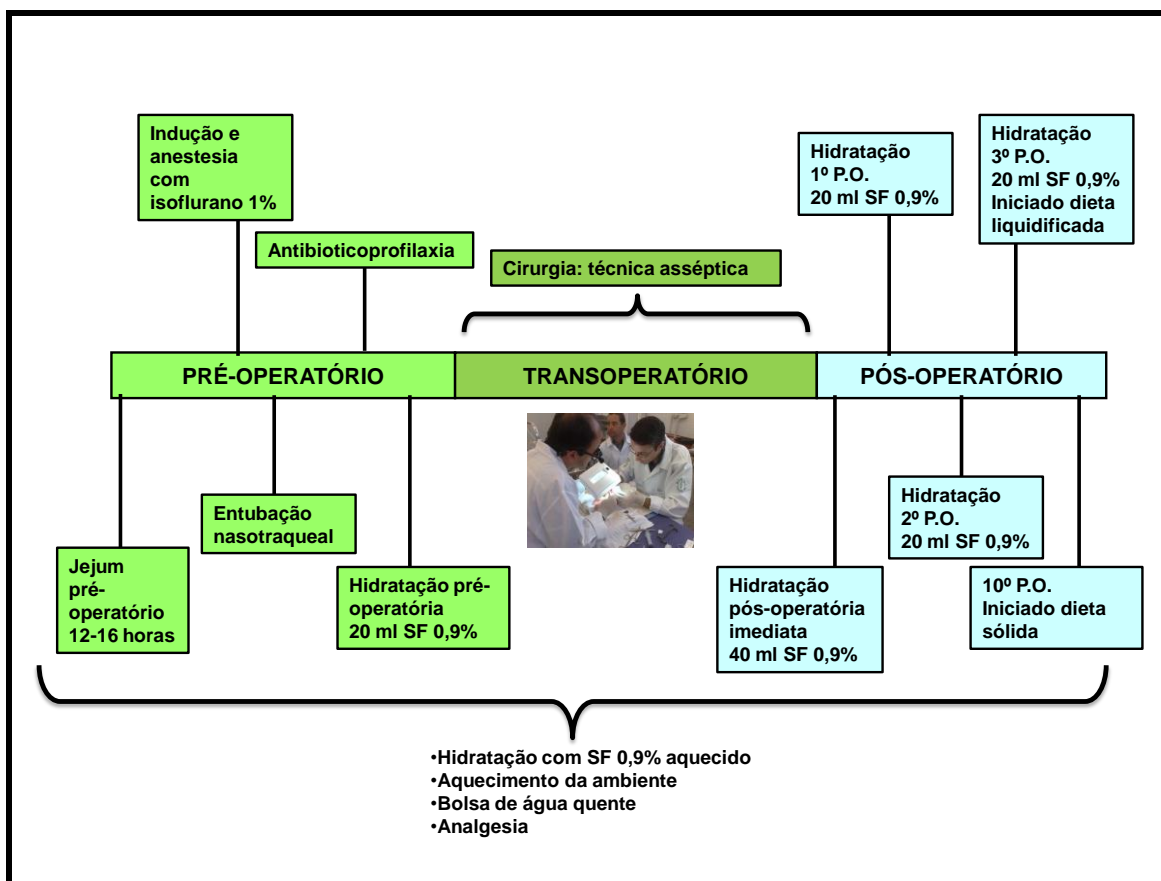 Indução e
anestesia
com
isoflurano 1%
Antibioticoprofilaxia
Cirurgia: técnica asséptica
Hidratação
1º P.O.
20 ml SF 0,9%
Hidratação
3º P.O.
20 ml SF 0,9%
Iniciado dieta
liquidificada
PRÉ-OPERATÓRIO
TRANSOPERATÓRIO
PÓS-OPERATÓRIO
Jejum
pré-
operatório
12-16 horas
Entubação
nasotraqueal
Hidratação pré-
operatória
20 ml SF 0,9%
Hidratação
pós-operatória
imediata
40 ml SF 0,9%
Hidratação
2º P.O.
20 ml SF 0,9%
10º P.O.
Iniciado dieta
sólida
•Hidratação com SF 0,9% aquecido
•Aquecimento da ambiente
•Bolsa de água quente
•Analgesia